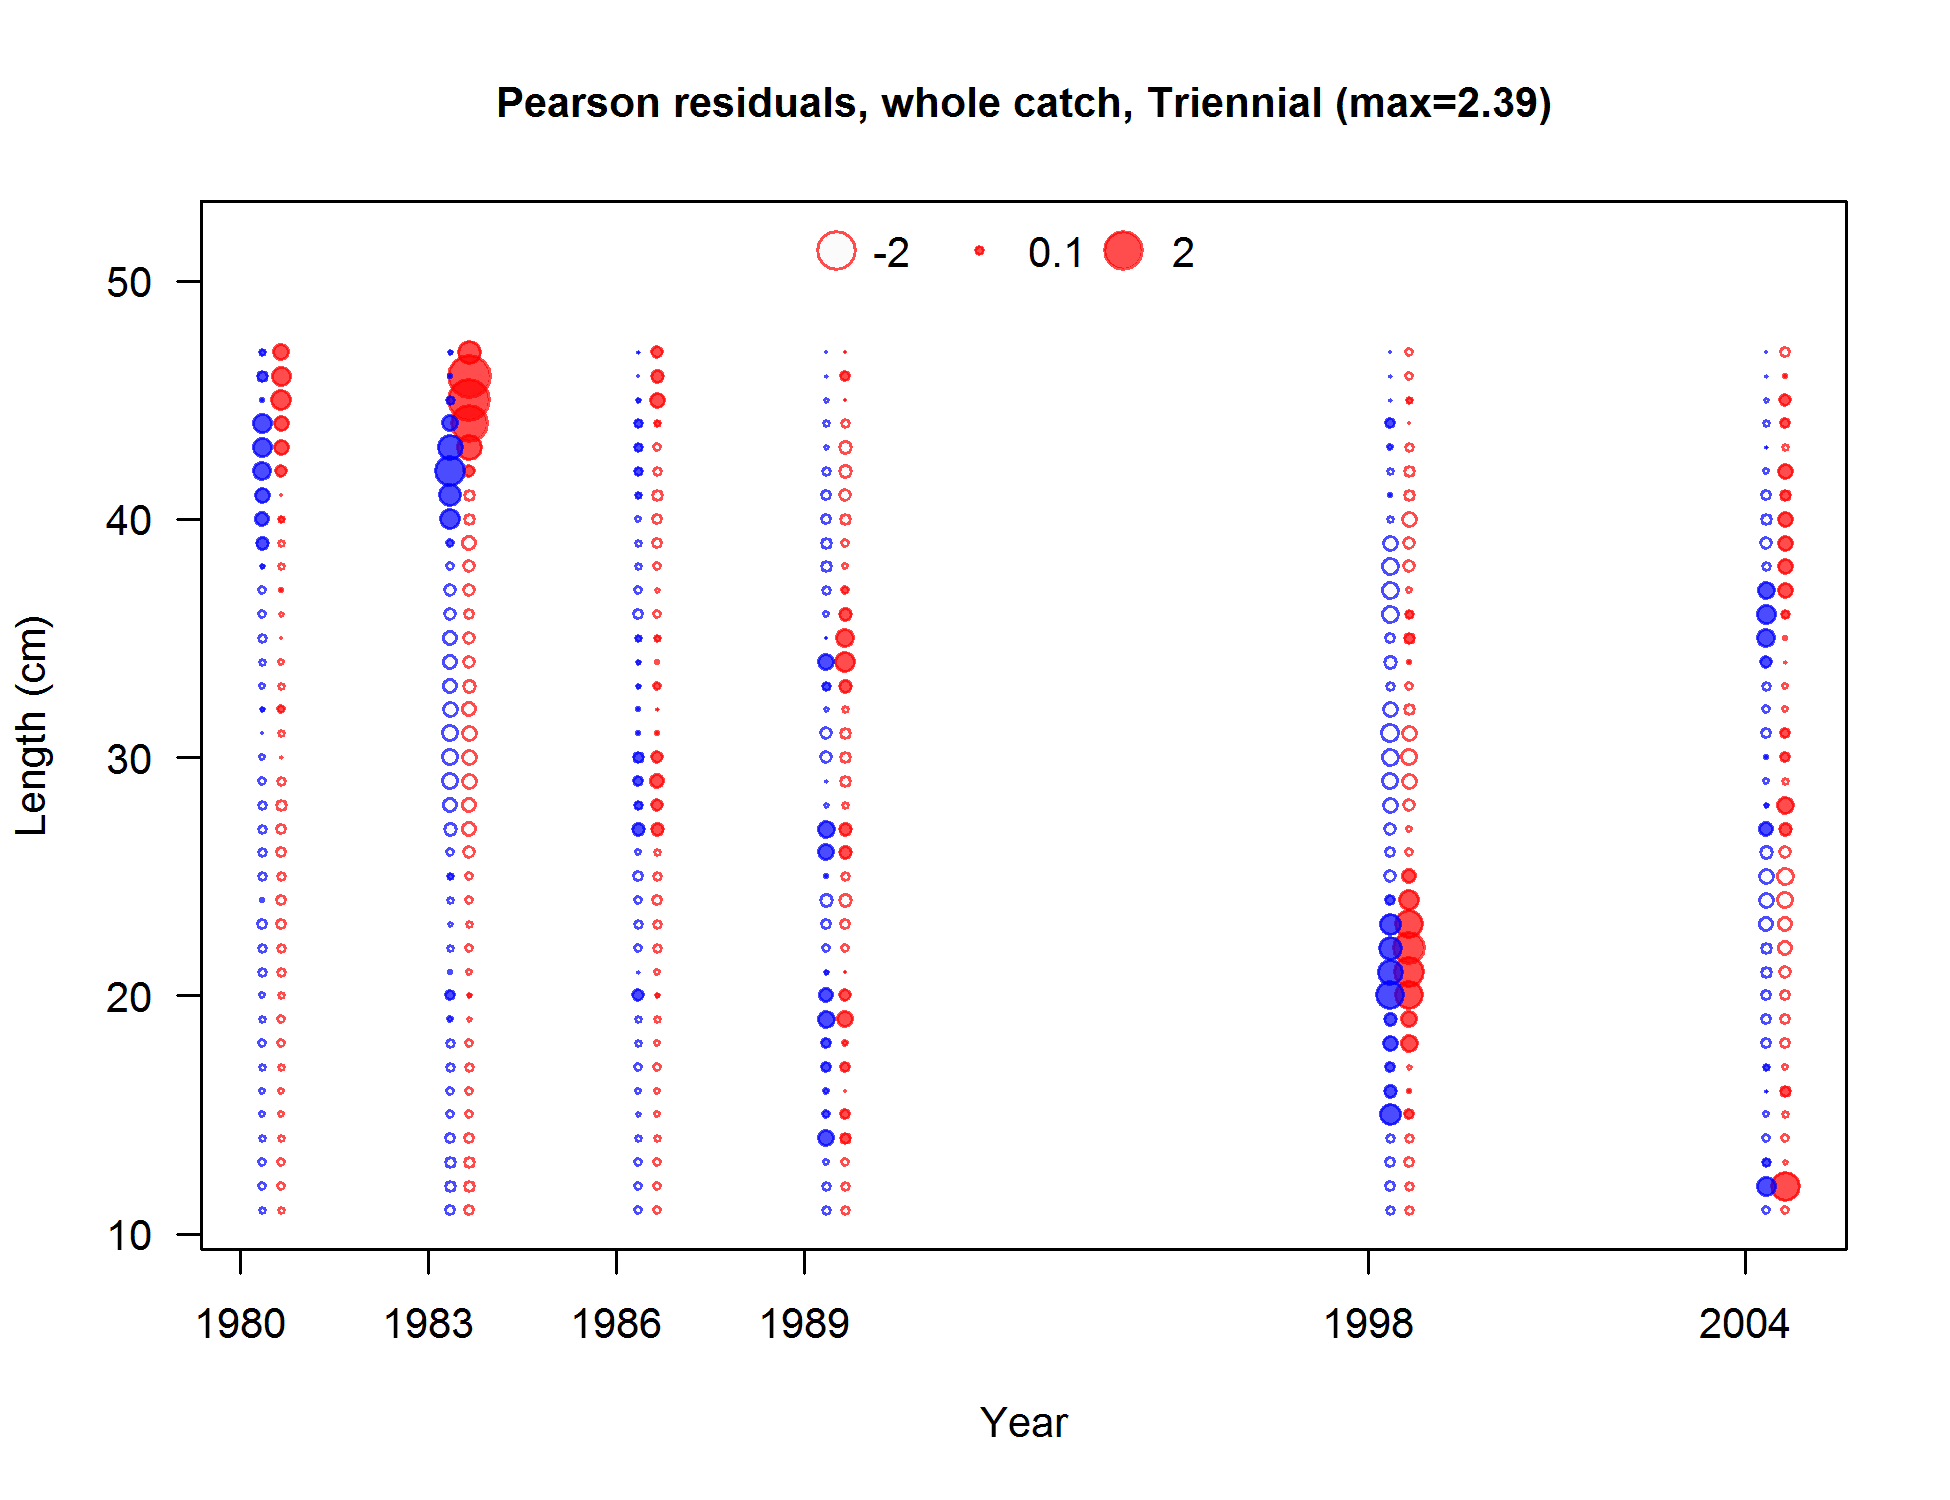 Pearson residuals, whole catch, Triennial (max=2.39)
-2 0.1 2
50
40
30
20
10
Length (cm)
1980 1983 1986 1989 1998 2004
Year